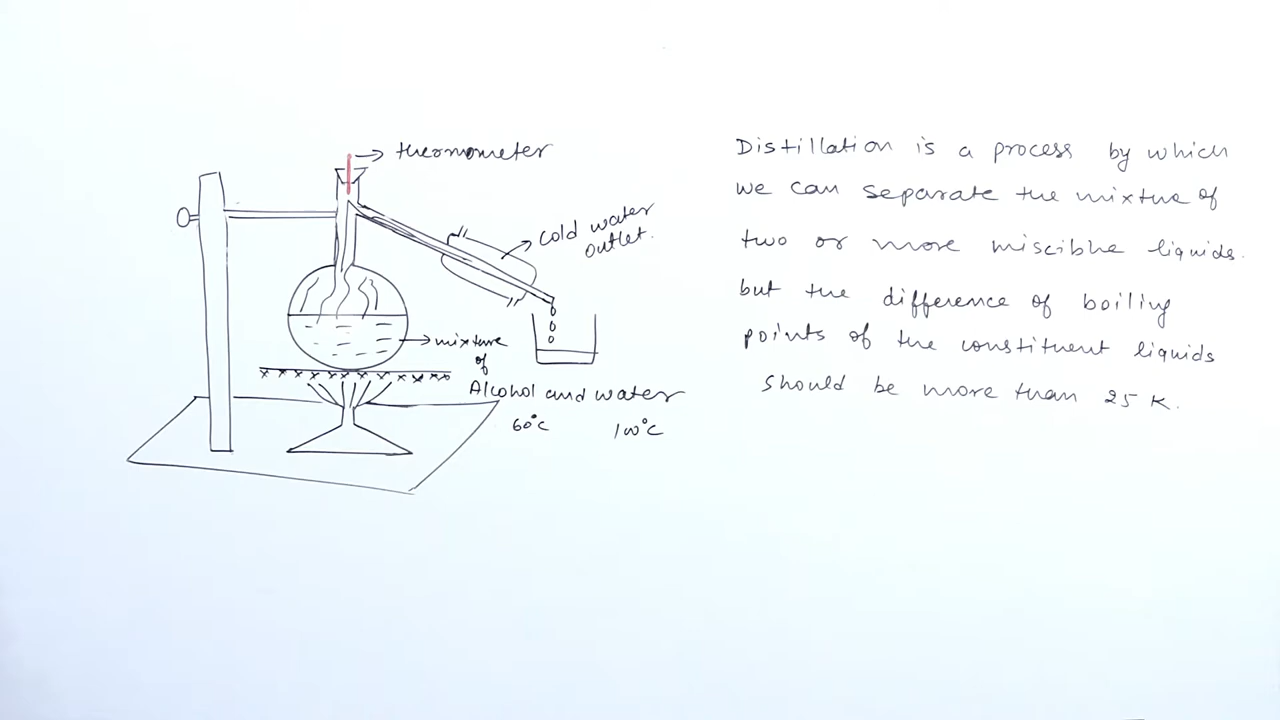 thermometer
cold water
outlet.
mixture
of
Alcohol and water
60°C 100°C
Distillation is a process by which
we can separate the mixture of
two or more miscible liquids.
but the difference of boiling
points of the constituent liquids
should be more than 25 K.